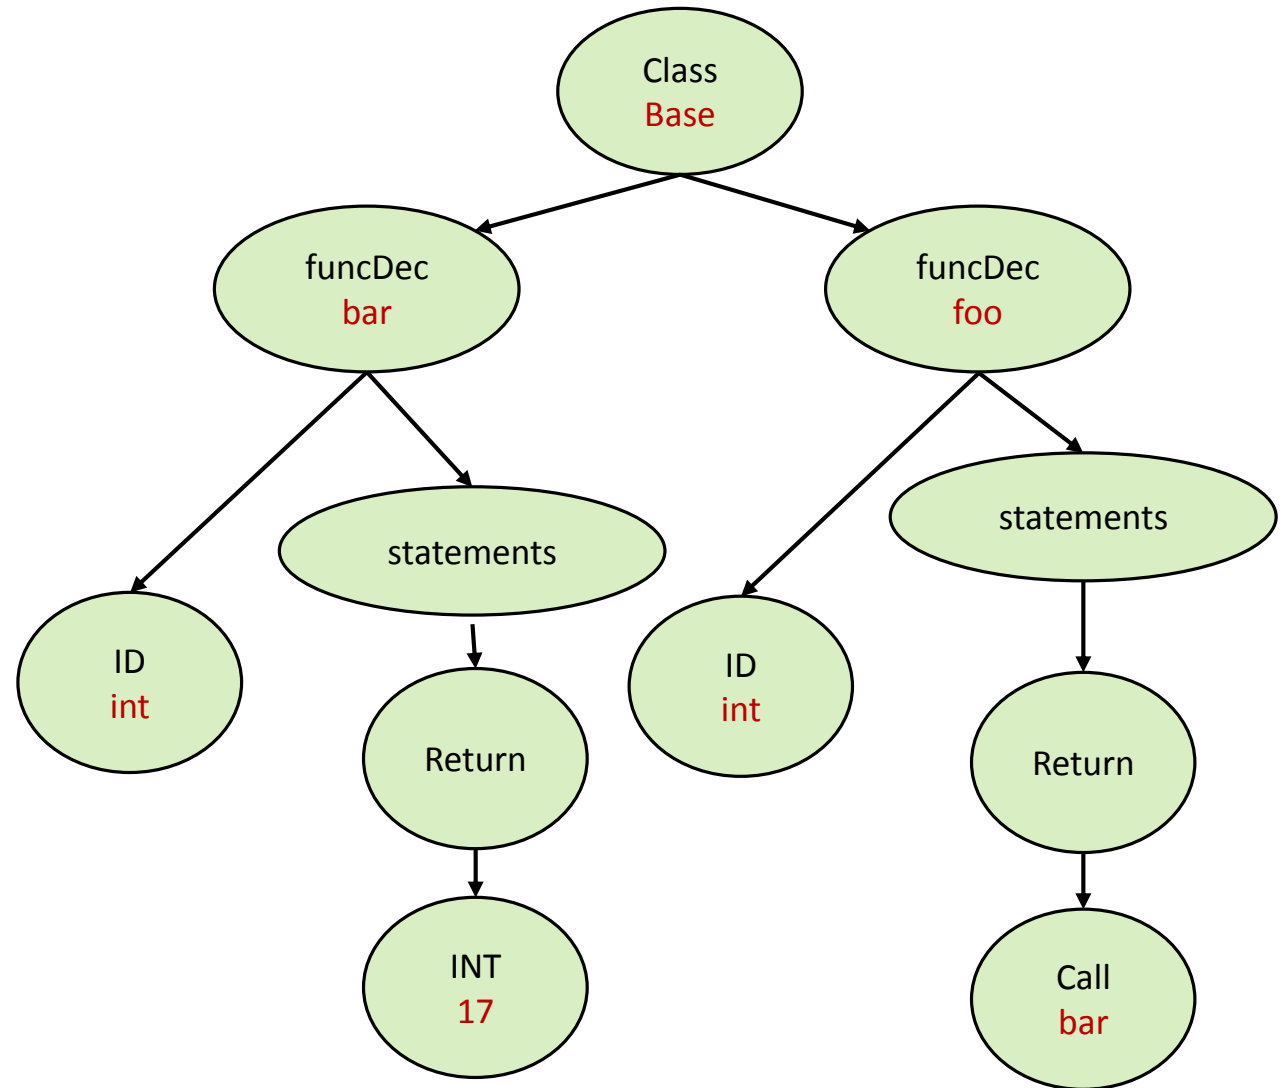 Class
Base
funcDec
bar
funcDec
foo
statements
statements
ID
int
ID
int
Return
Return
INT
17
Call
bar